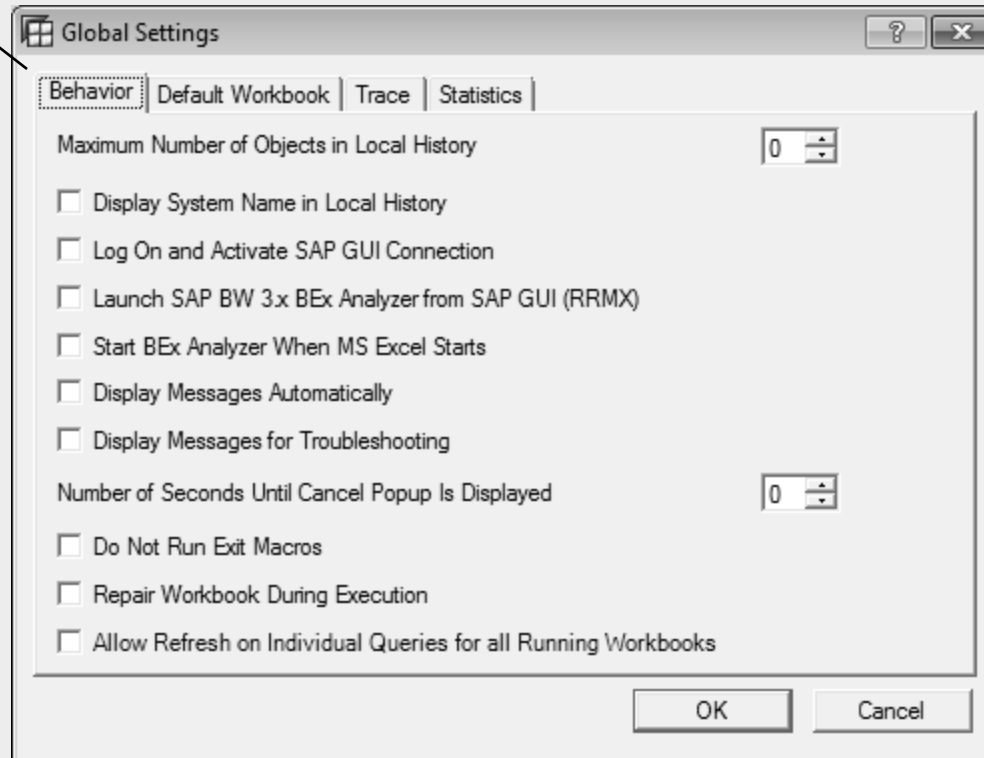 Global Settings
?
Behavior Default Workbook Trace Statistics
Maximum Number of Objects in Local History 0
Display System Name in Local History
Log On and Activate SAP GUI Connection
Launch SAP BW 3.x BEx Analyzer from SAP GUI (RRMX)
Start BEx Analyzer When MS Excel Starts
Display Messages Automatically
Display Messages for Troubleshooting
Number of Seconds Until Cancel Popup Is Displayed 0
Do Not Run Exit Macros
Repair Workbook During Execution
Allow Refresh on Individual Queries for all Running Workbooks
OK Cancel